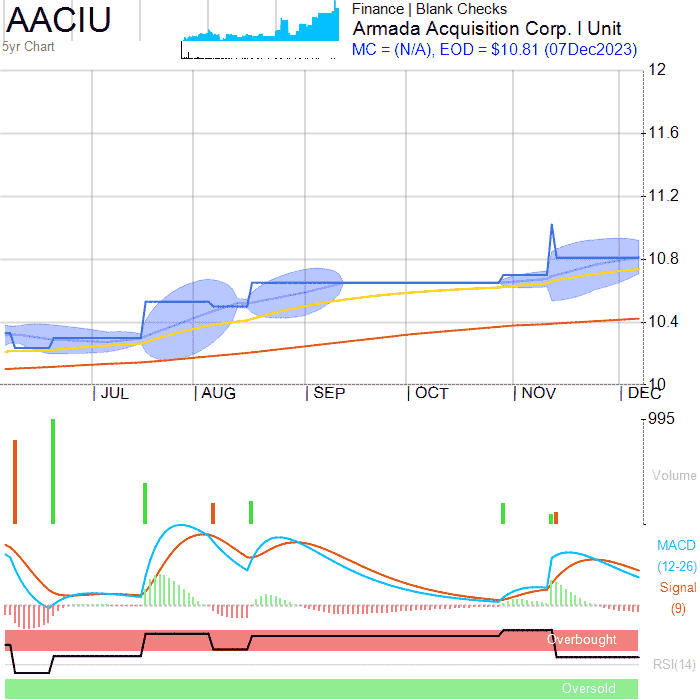 AACIU
5yr Chart
Finance | Blank Checks
Armada Acquisition Corp. I Unit
MC = (N/A), EOD = $10.81 (07Dec2023)
12
11.6
11.2
10.8
10.4
10
JUL AUG SEP OCT NOV DEC
995
Volume
MACD
(12-26)
Signal
(9)
Overbought
RSI(14)
Oversold